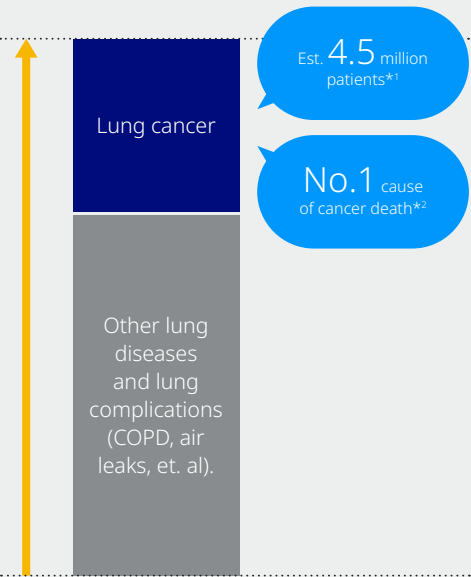 Est. 4.5 million
patients*1
Lung cancer
No.1 cause
of cancer death*2
Other lung
diseases
and lung
complications
(COPD, air
leaks, et. al).